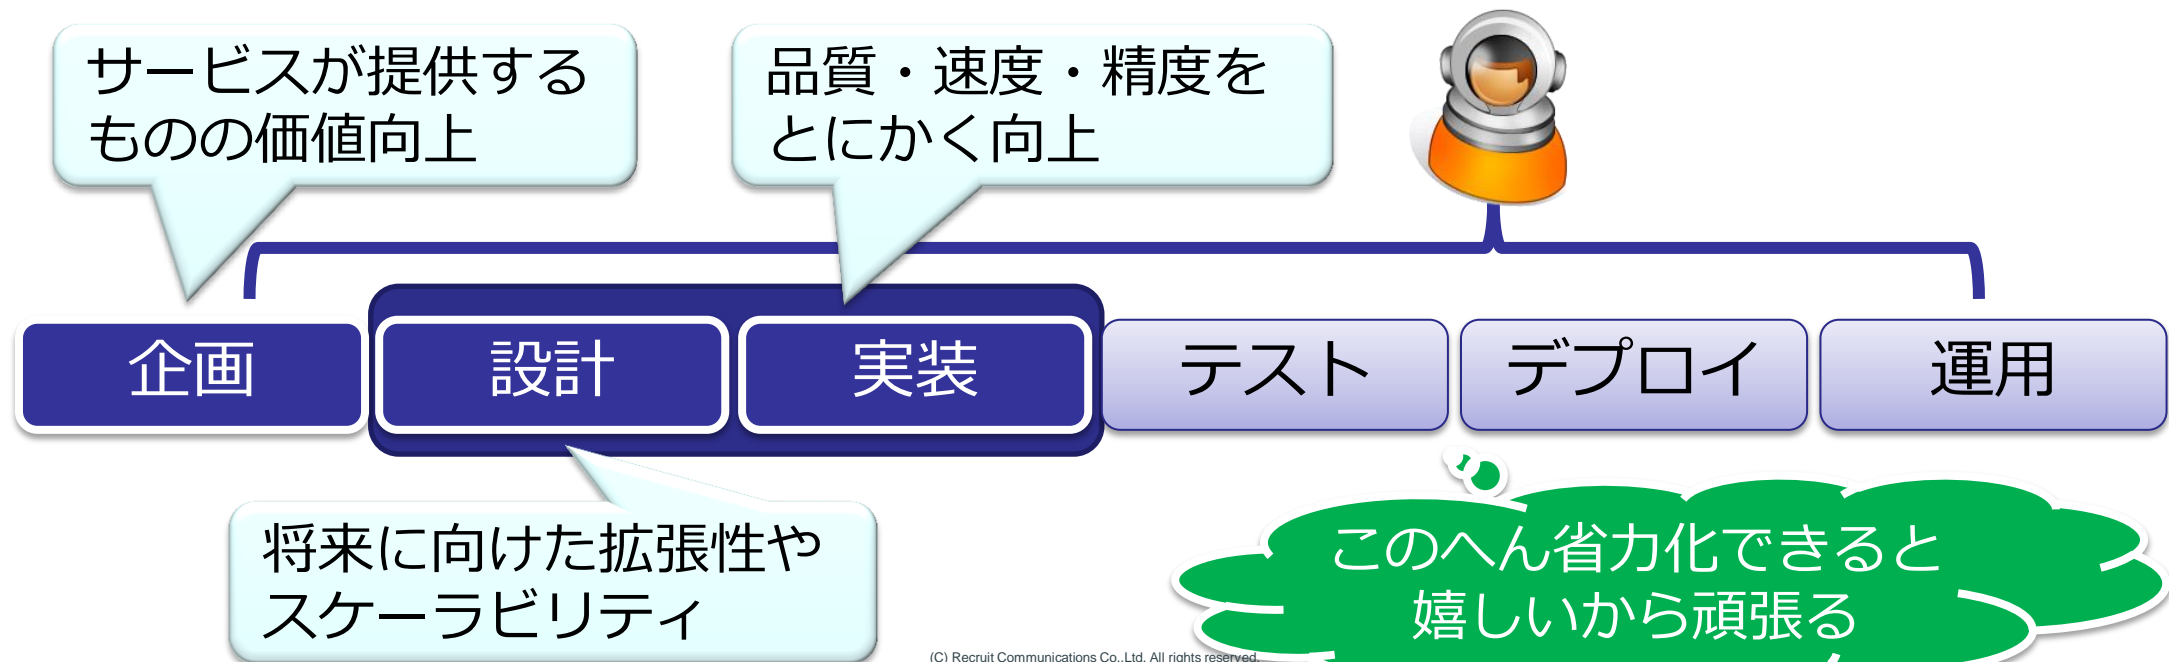 サービスが提供する
ものの価値向上
品質・速度・精度を
とにかく向上
企画
設計
実装
テスト
デプロイ
運用
将来に向けた拡張性や
スケーラビリティ
このへん省力化できると
嬉しいから頑張る
(C) Recruit Communications Co.,Ltd. All rights reserved.